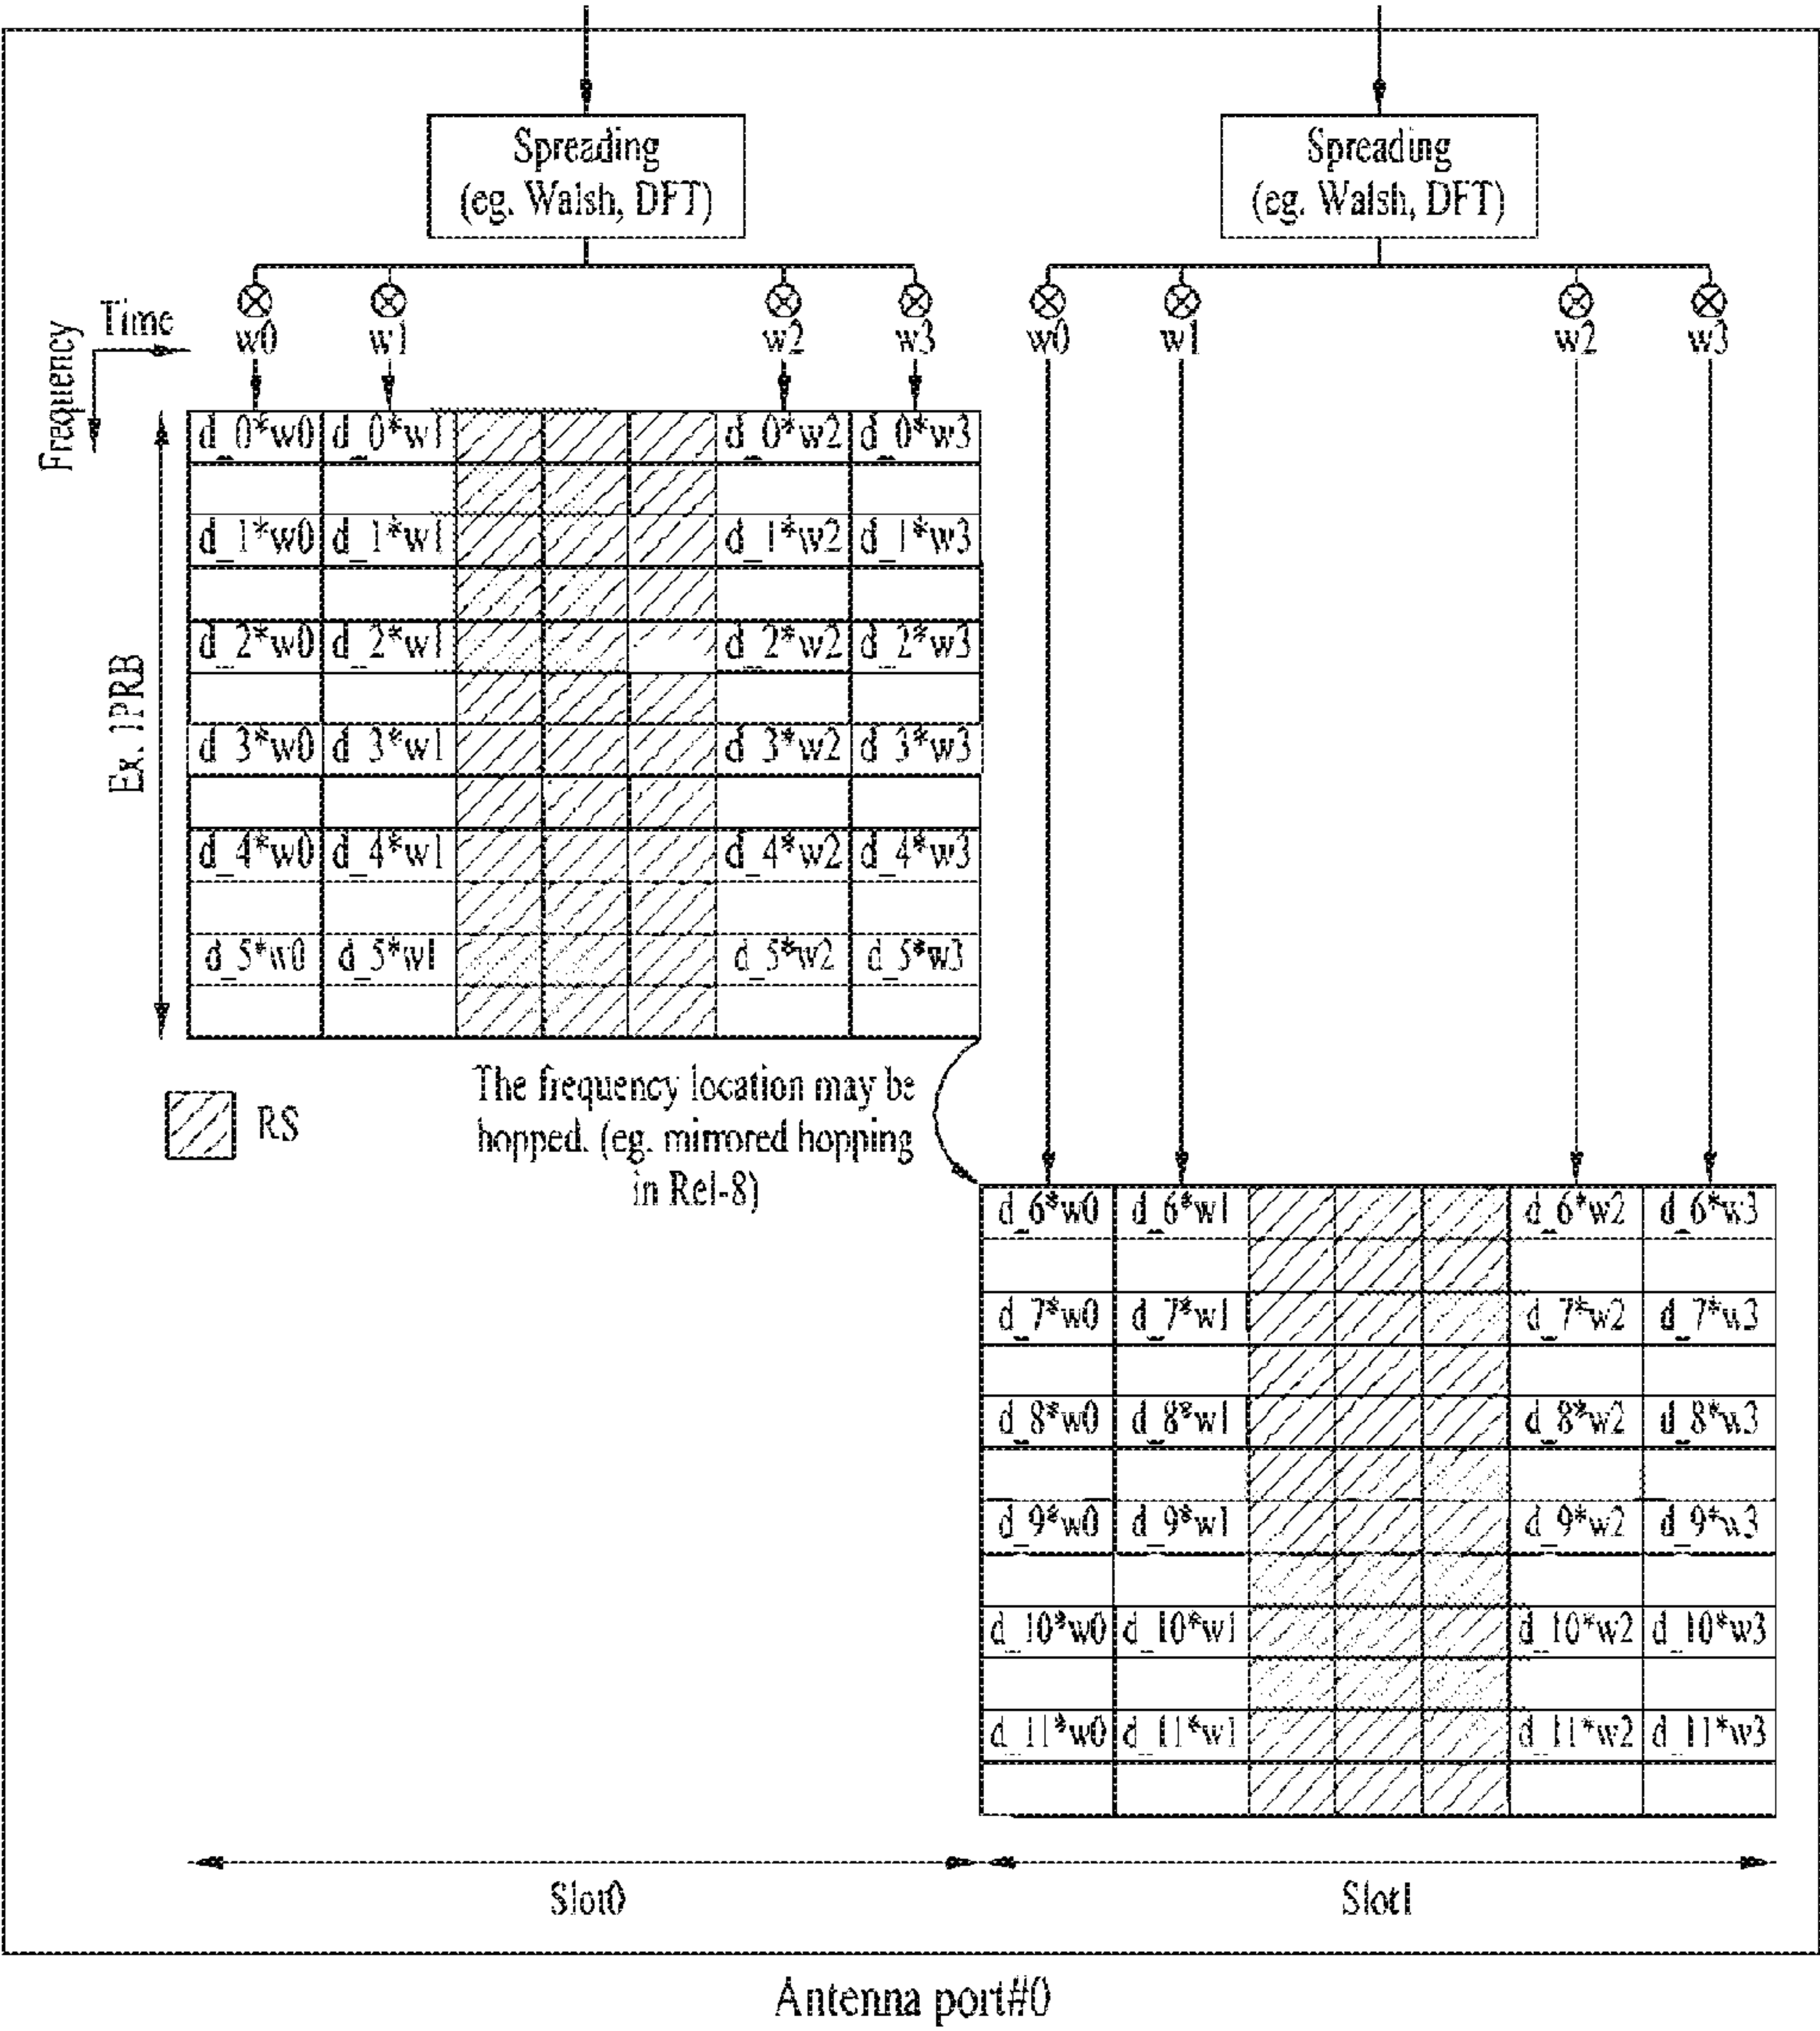 Spreading
(eg. Walsh, DFT)
Spreading
(eg. Walsh, DFT)
Time
Frequency
w0 w1 w2 w3 w0 w1 w2 w3
d_0*w0 d_0*w1 d_0*w2 d_0*w3
d_1*w0 d_1*w1 d_1*w2 d_1*w3
d_2*w0 d_2*w1 d_2*w2 d_2*w3
d_3*w0 d_3*w1 d_3*w2 d_3*w3
d_4*w0 d_4*w1 d_4*w2 d_4*w3
d_5*w0 d_5*w1 d_5*w2 d_5*w3
Ex. 1PRB
RS
The frequency location may be
hopped. (eg. mirrored hopping
in Rel-8)
d_6*w0 d_6*w1 d_6*w2 d_6*w3
d_7*w0 d_7*w1 d_7*w2 d_7*w3
d_8*w0 d_8*w1 d_8*w2 d_8*w3
d_9*w0 d_9*w1 d_9*w2 d_9*w3
d_10*w0 d_10*w1 d_10*w2 d_10*w3
d_11*w0 d_11*w1 d_11*w2 d_11*w3
Slot0
Slot1
Antenna port#0